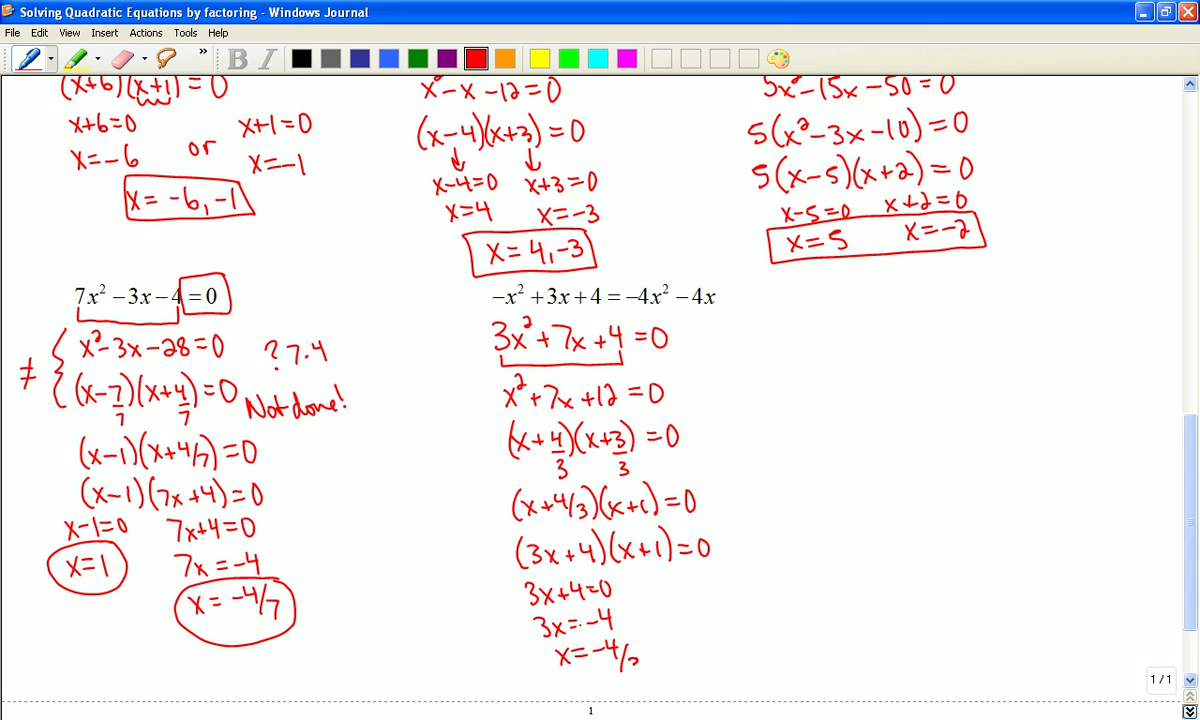 Solving Quadratic Equations by factoring - Windows Journal
File Edit View Insert Actions Tools Help
B I
(x+6)(x+1)=0
x+6=0 x+1=0
or
x=-6 x=-1
x= -6,-1
x²-x-12=0
(x-4)(x+3)=0
x-4=0 x+3=0
x=4 x=-3
x=4,-3
5x²-15x-50=0
5(x²-3x-10)=0
5(x-5)(x+2)=0
x-5=0 x+2=0
x=5 x=-2
7x² -3x -4 = 0
≠ { x²-3x-28=0 ? 7.4
(x-7/7)(x+4/7)=0 Not done!
(x-1)(x+4/7)=0
(x-1)(7x+4)=0
x-1=0 7x+4=0
x=1 7x=-4
x= -4/7
-x² +3x +4 = -4x² -4x
3x²+7x+4=0
x²+7x+12=0
(x+4/3)(x+3/3)=0
(x+4/3)(x+1)=0
(3x+4)(x+1)=0
3x+4=0
3x=-4
x=-4/
1 / 1
1